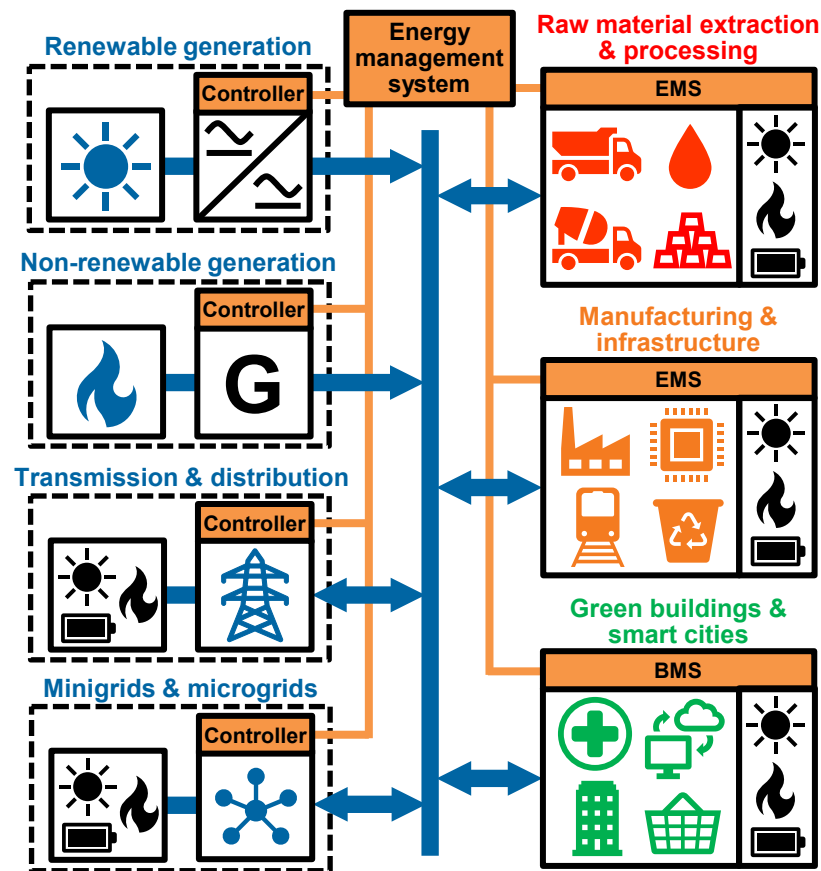 Renewable generation
Controller
Non-renewable generation
Controller
G
Transmission & distribution
Controller
Minigrids & microgrids
Controller
Energy
management
system
Raw material extraction
& processing
EMS
Manufacturing &
infrastructure
EMS
Green buildings &
smart cities
BMS